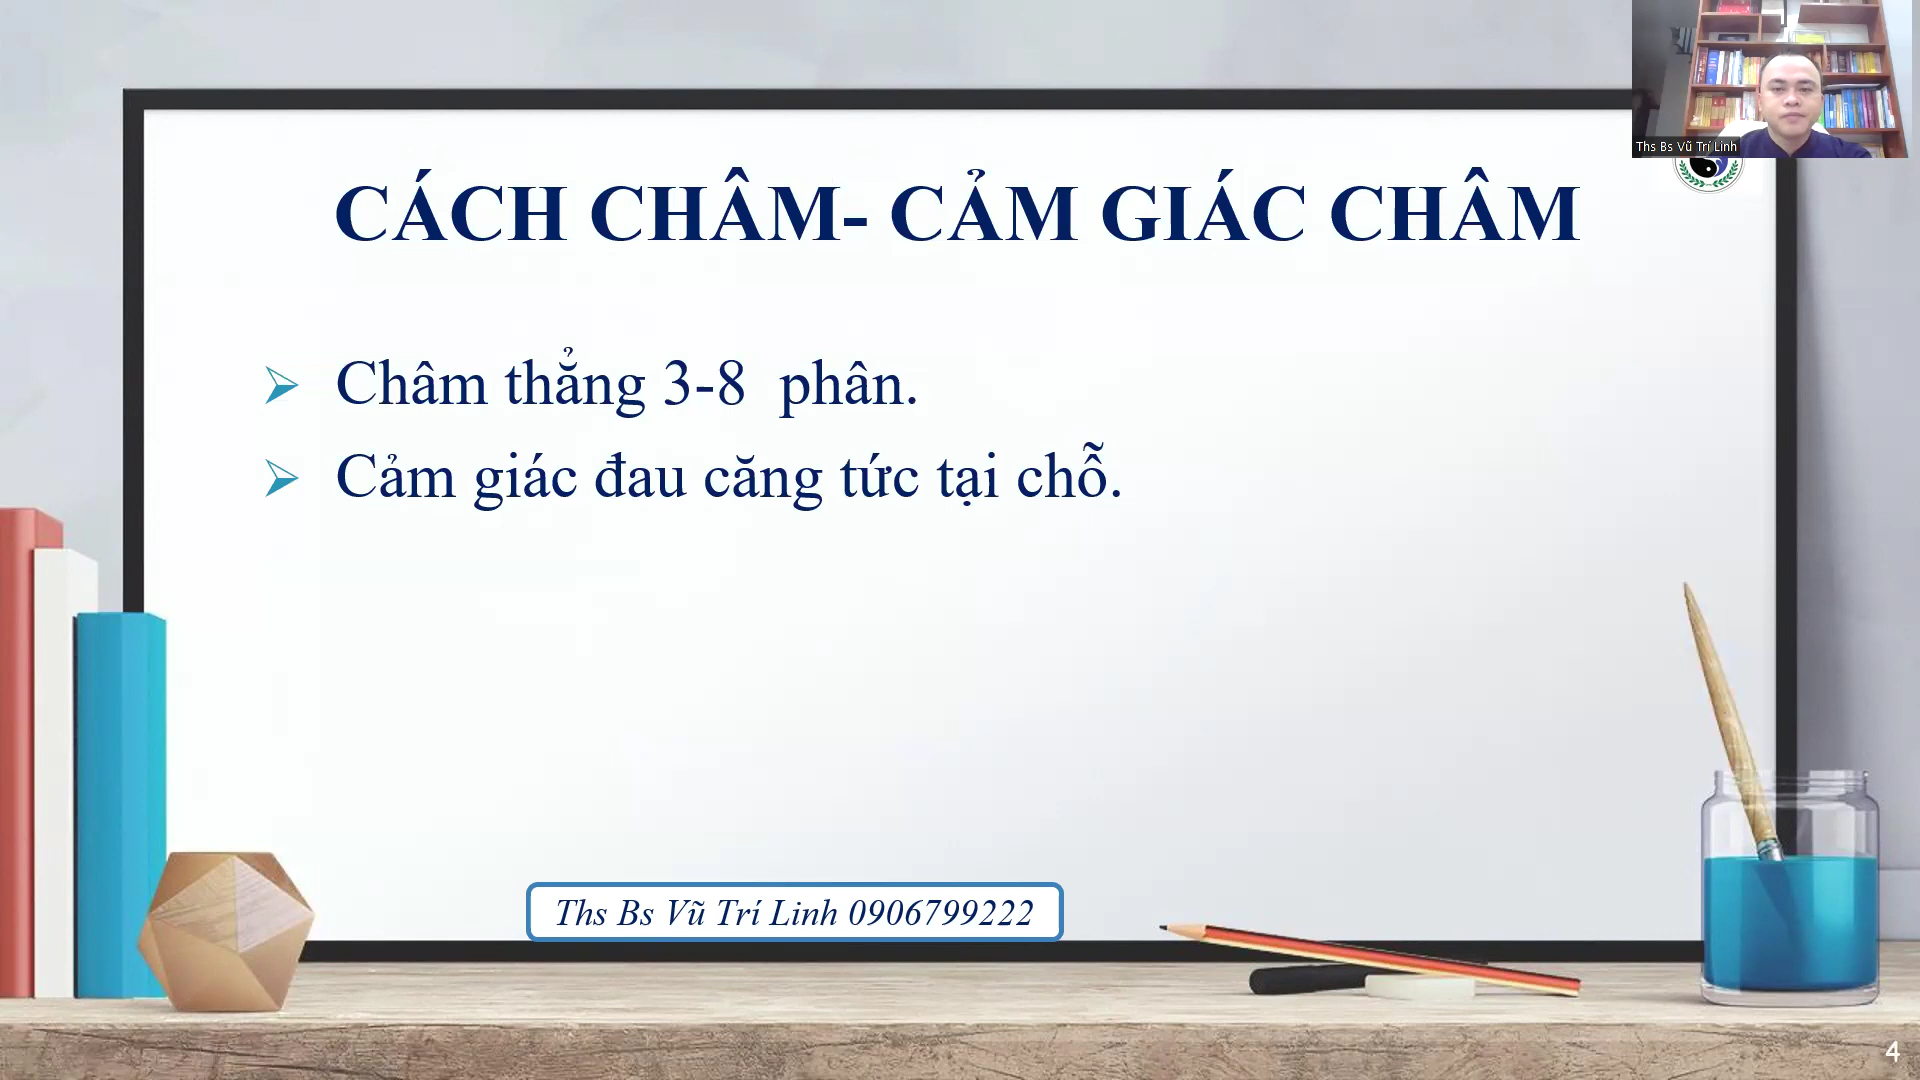 Ths Bs Vũ Trí Linh
CÁCH CHÂM- CẢM GIÁC CHÂM
Châm thẳng 3-8 phân.
Cảm giác đau căng tức tại chỗ.
Ths Bs Vũ Trí Linh 0906799222
4